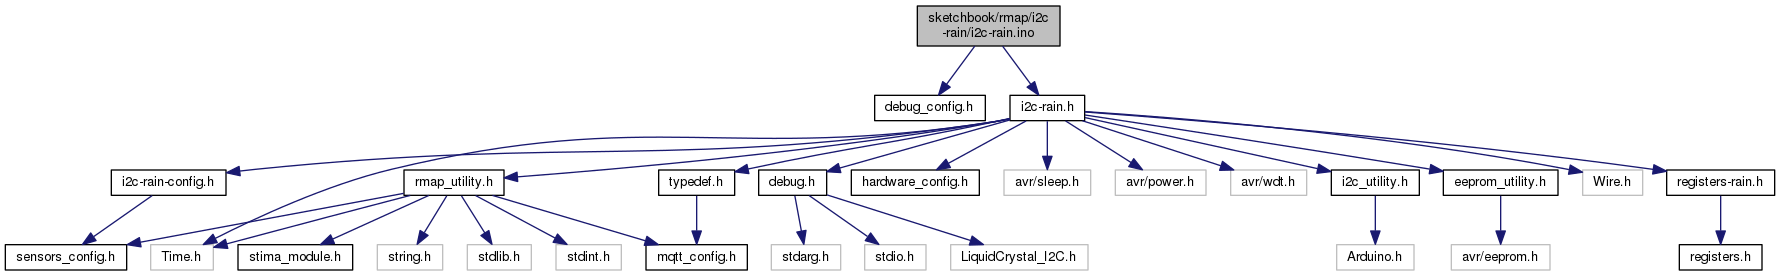 sketchbook/rmap/i2c
-rain/i2c-rain.ino
debug_config.h
i2c-rain.h
i2c-rain-config.h
rmap_utility.h
typedef.h
debug.h
hardware_config.h
avr/sleep.h
avr/power.h
avr/wdt.h
i2c_utility.h
eeprom_utility.h
Wire.h
registers-rain.h
sensors_config.h
Time.h
stima_module.h
string.h
stdlib.h
stdint.h
mqtt_config.h
stdarg.h
stdio.h
LiquidCrystal_I2C.h
Arduino.h
avr/eeprom.h
registers.h